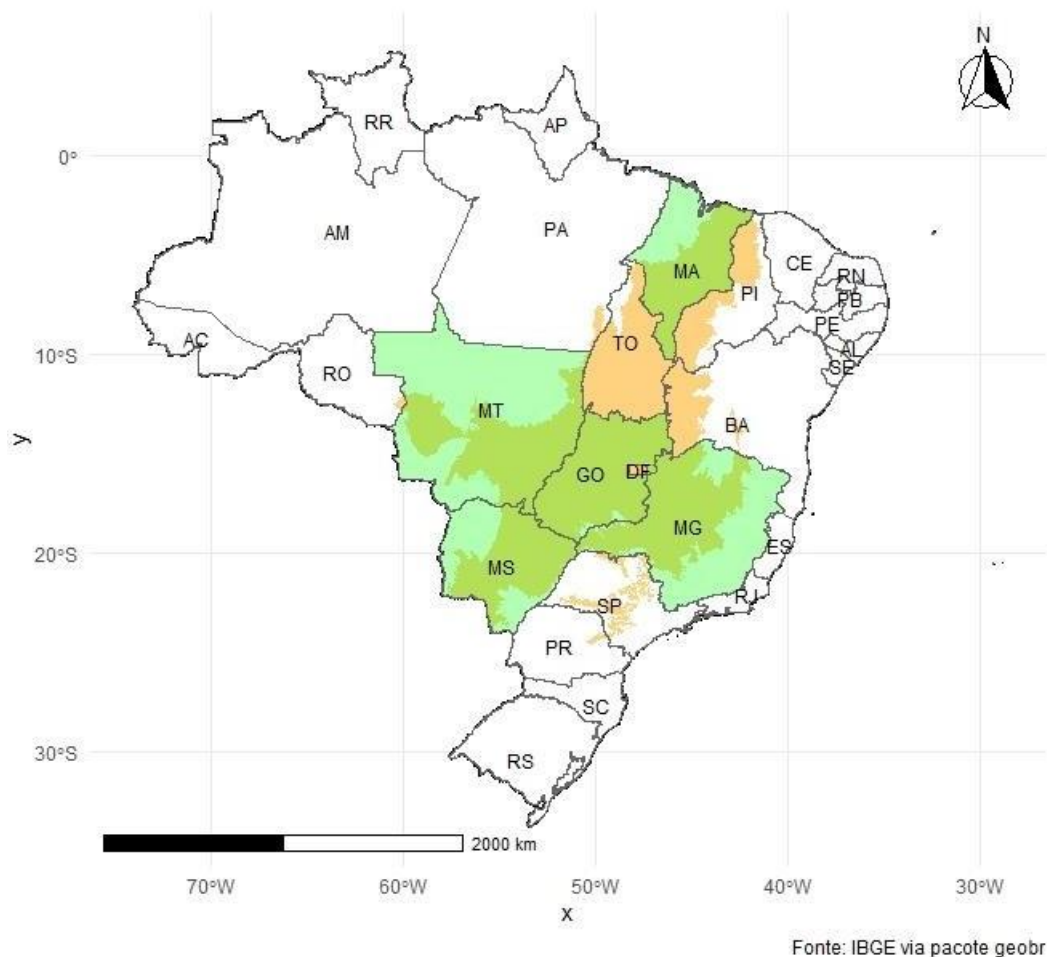 N
RR
AP
0°
AM
PA
MA
CE
RN
PB
PI
PE
AC
TO
AL
SE
10°S
RO
MT
BA
GO
DF
MG
20°S
ES
MS
RJ
SP
PR
SC
30°S
RS
y
2000 km
70°W
60°W
50°W
40°W
30°W
x
Fonte: IBGE via pacote geobr